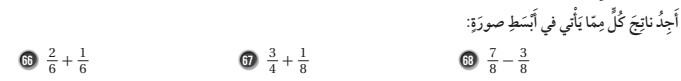 أَجِدُ ناتِجَ كُلٍّ مِمّا يَأْتي في أَبْسَطِ صورَةٍ:
66 2/6 + 1/6 67 3/4 + 1/8 68 7/8 − 3/8